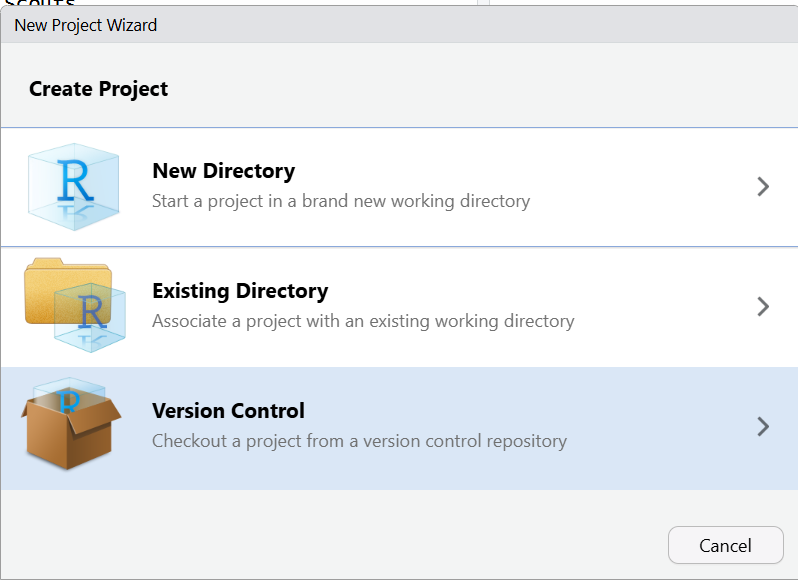 Scouts
New Project Wizard
Create Project
R
New Directory
Start a project in a brand new working directory
R
Existing Directory
Associate a project with an existing working directory
R
Version Control
Checkout a project from a version control repository
Cancel